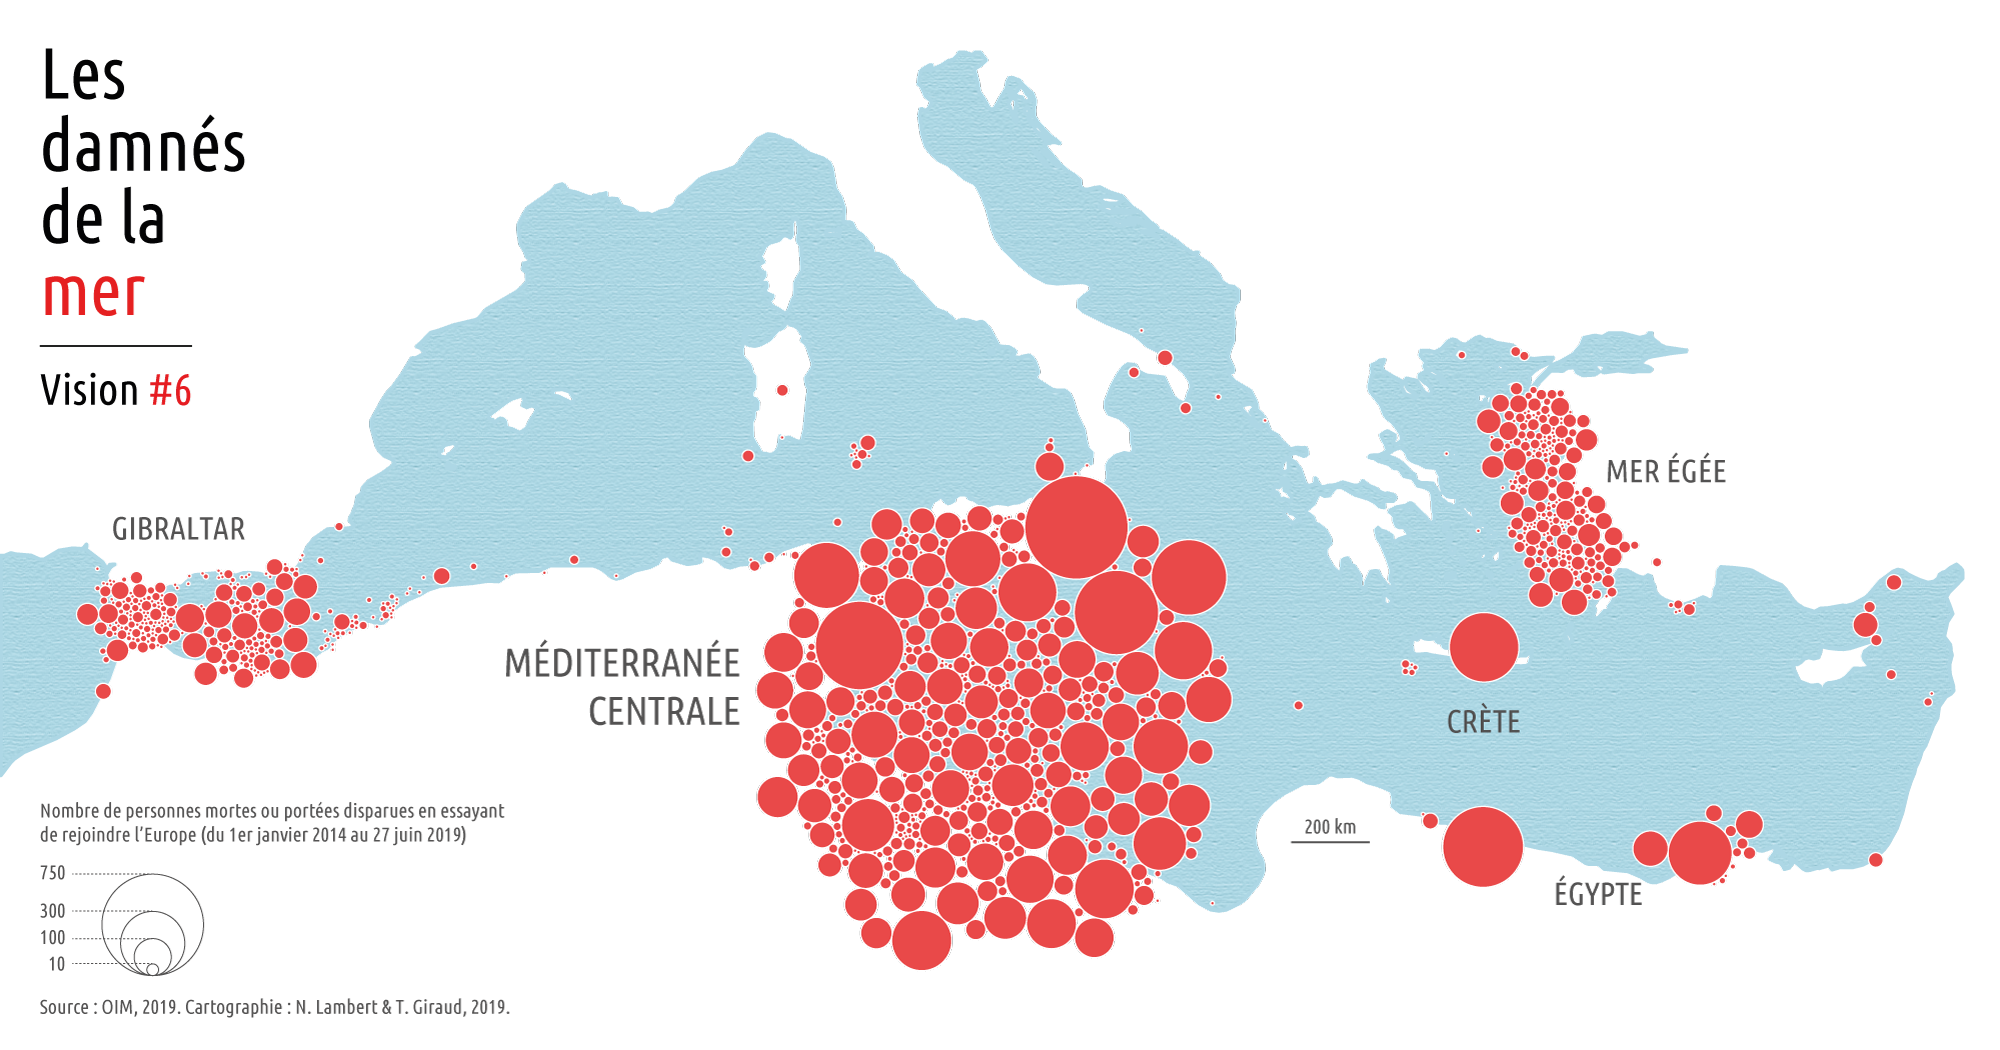 Les
damnés
de la
mer
Vision #6
GIBRALTAR
MER ÉGÉE
MÉDITERRANÉE
CENTRALE
CRÈTE
ÉGYPTE
200 km
Nombre de personnes mortes ou portées disparues en essayant
de rejoindre l'Europe (du 1er janvier 2014 au 27 juin 2019)
750
300
100
10
Source : OIM, 2019. Cartographie : N. Lambert & T. Giraud, 2019.